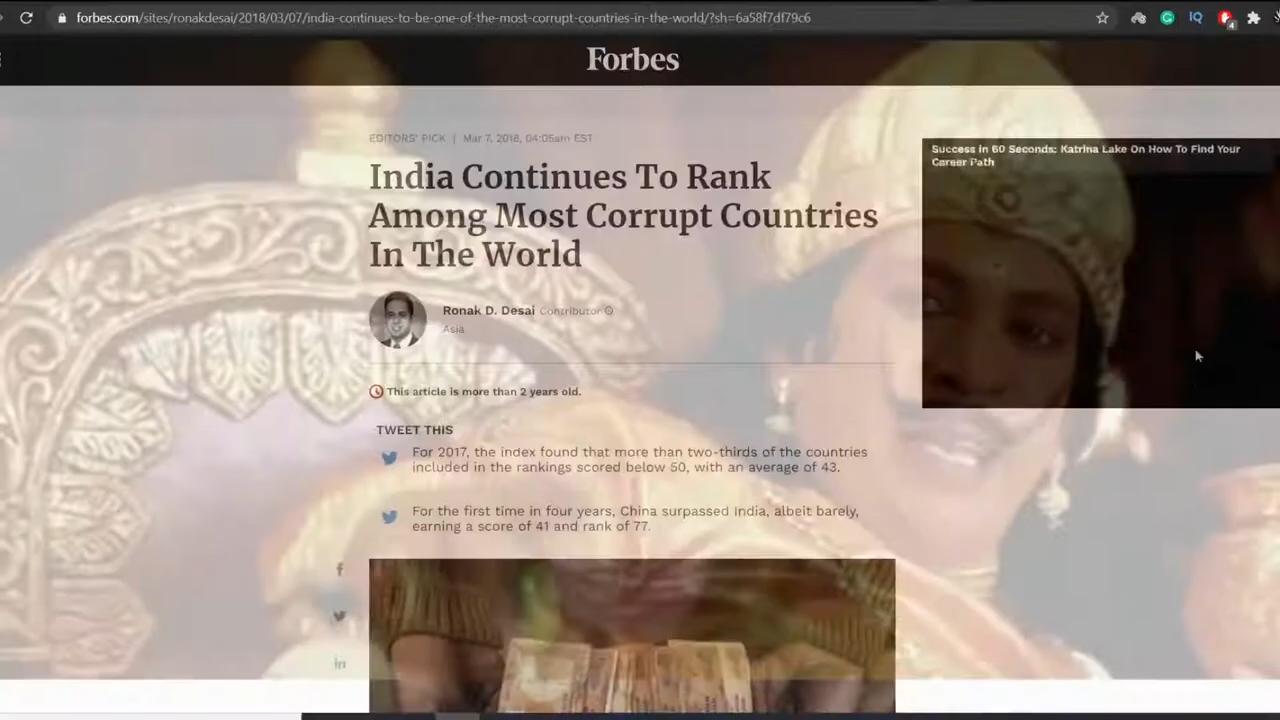 forbes.com/sites/ronakdesai/2018/03/07/india-continues-to-be-one-of-the-most-corrupt-countries-in-the-world/?sh=6a58f7df79c6
IQ
4
Forbes
EDITORS' PICK | Mar 7, 2018, 04:05am EST
India Continues To Rank
Among Most Corrupt Countries
In The World
Ronak D. Desai Contributor
Asia
This article is more than 2 years old.
TWEET THIS
For 2017, the index found that more than two-thirds of the countries
included in the rankings scored below 50, with an average of 43.
For the first time in four years, China surpassed India, albeit barely,
earning a score of 41 and rank of 77.
Success In 60 Seconds: Katrina Lake On How To Find Your
Career Path